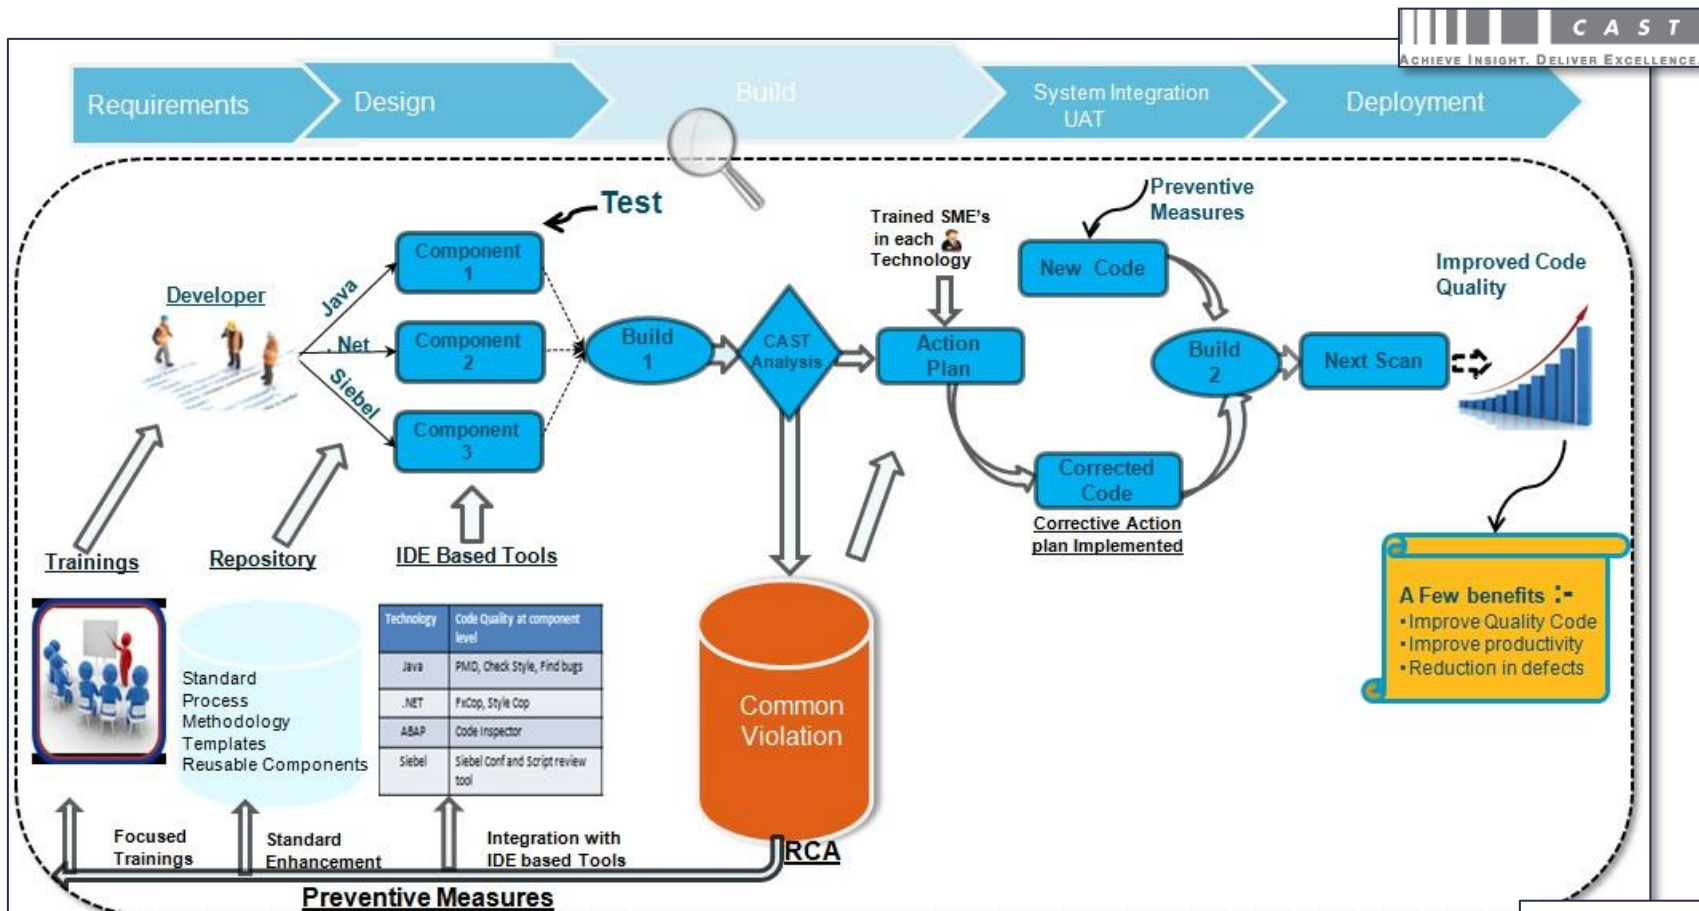 C A S T
ACHIEVE INSIGHT. DELIVER EXCELLENCE.
Requirements
Design
Build
System Integration
UAT
Deployment
Test
Preventive
Measures
Trained SME's
in each
Technology
Component
1
New Code
Improved Code
Quality
Developer
Java
. Net
Siebel
Component
2
Build
1
CAST
Analysis
Action
Plan
Build
2
Next Scan
Component
3
Corrected
Code
Corrective Action
plan Implemented
Trainings
Repository
IDE Based Tools
A Few benefits :-
•Improve Quality Code
•Improve productivity
•Reduction in defects
Standard
Process
Methodology
Templates
Reusable Components
Technology Code Quality at component
level
Java PMD, Check Style, Find bugs
.NET FxCop, Style Cop
ABAP Code Inspector
Siebel Siebel Conf and Script review
tool
Common
Violation
Focused
Trainings
Standard
Enhancement
Integration with
IDE based Tools
RCA
Preventive Measures